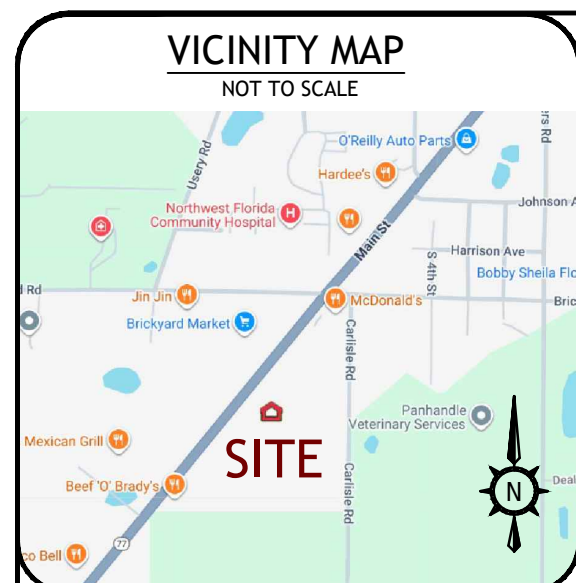 VICINITY MAP
NOT TO SCALE
O'Reilly Auto Parts
ers Rd
Usery Rd
Hardee's
Northwest Florida
Community Hospital
Johnson A
Main St
S 4th St
Harrison Ave
Bobby Sheila Flo
d Rd
Jin Jin
McDonald's
Bric
Brickyard Market
Carlisle Rd
Panhandle
Veterinary Services
Mexican Grill
SITE
Beef 'O' Brady's
Carlisle Rd
N
Deal
77
co Bell